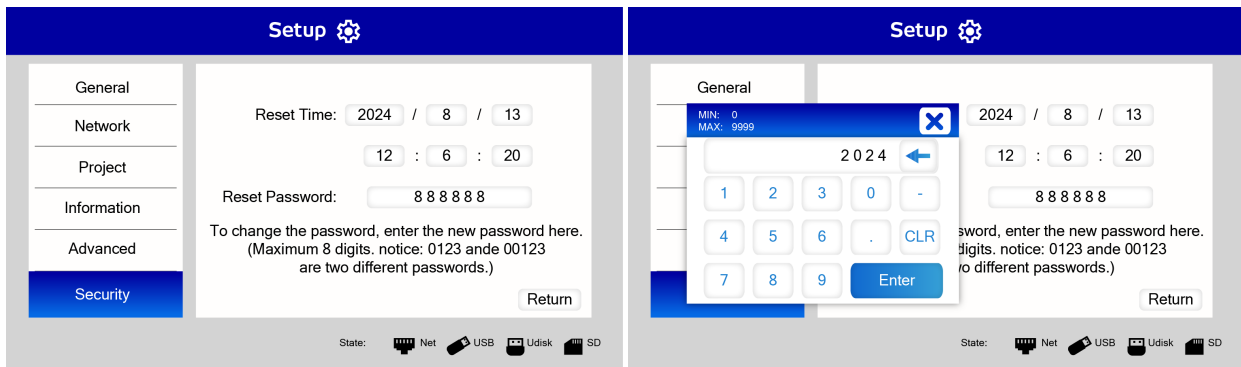 Setup
General
Network
Project
Information
Advanced
Security
Reset Time: 2024 / 8 / 13
12 : 6 : 20
Reset Password: 888888
To change the password, enter the new password here.
(Maximum 8 digits. notice: 0123 ande 00123
are two different passwords.)
Return
State: Net USB Udisk SD
Setup
General
MIN: 0
MAX: 9999
2024
1 2 3 0 -
4 5 6 . CLR
7 8 9 Enter
2024 / 8 / 13
12 : 6 : 20
888888
sword, enter the new password here.
digits. notice: 0123 ande 00123
vo different passwords.)
Return
State: Net USB Udisk SD